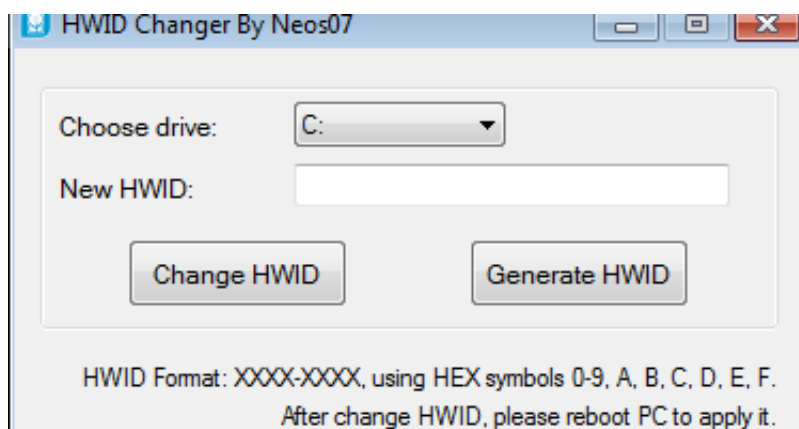 HWID Changer By Neos07
Choose drive: C:
New HWID:
Change HWID Generate HWID
HWID Format: XXXX-XXXX, using HEX symbols 0-9, A, B, C, D, E, F.
After change HWID, please reboot PC to apply it.